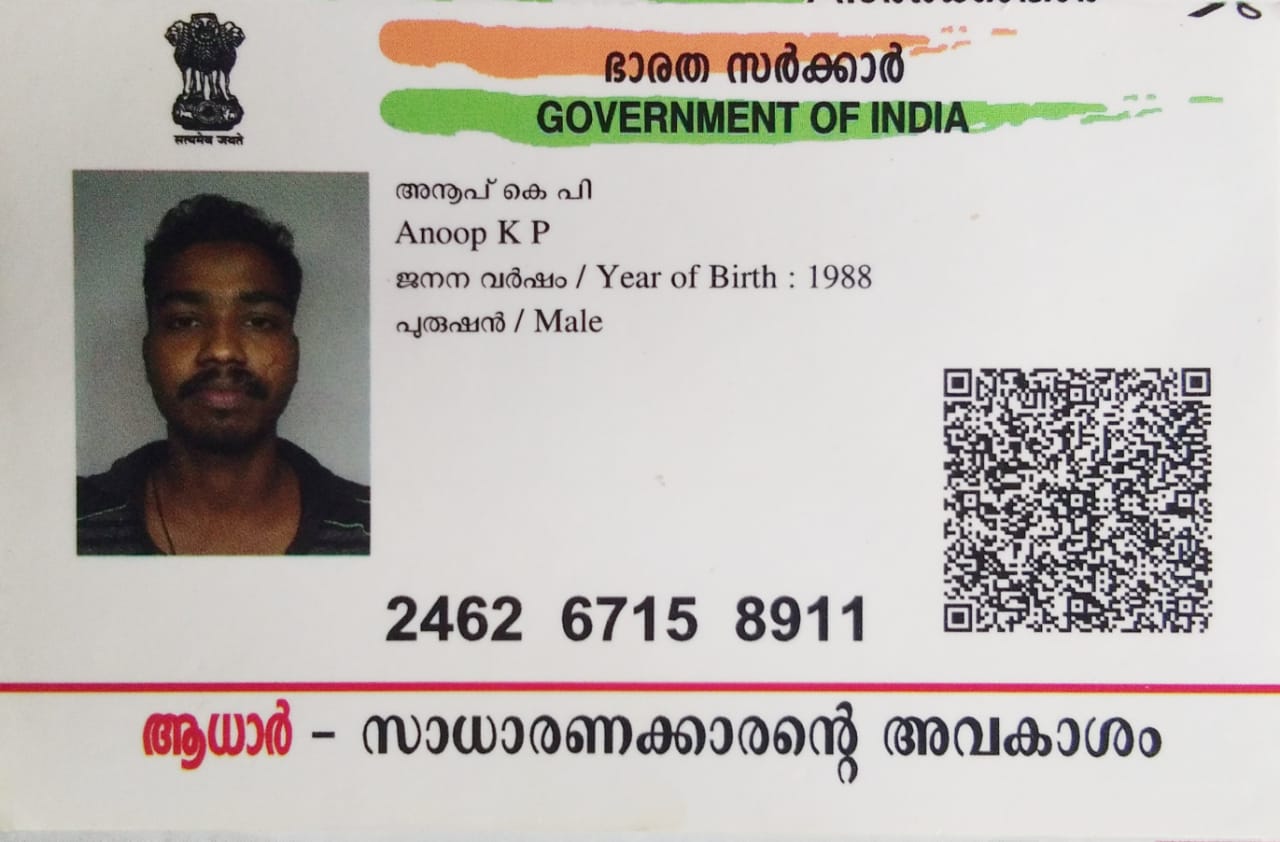 ഭാരത സർക്കാർ
GOVERNMENT OF INDIA
सत्यमेव जयते
അനൂപ് കെ പി
Anoop K P
ജനന വർഷം / Year of Birth : 1988
പുരുഷൻ / Male
2462 6715 8911
ആധാർ - സാധാരണക്കാരന്റെ അവകാശം